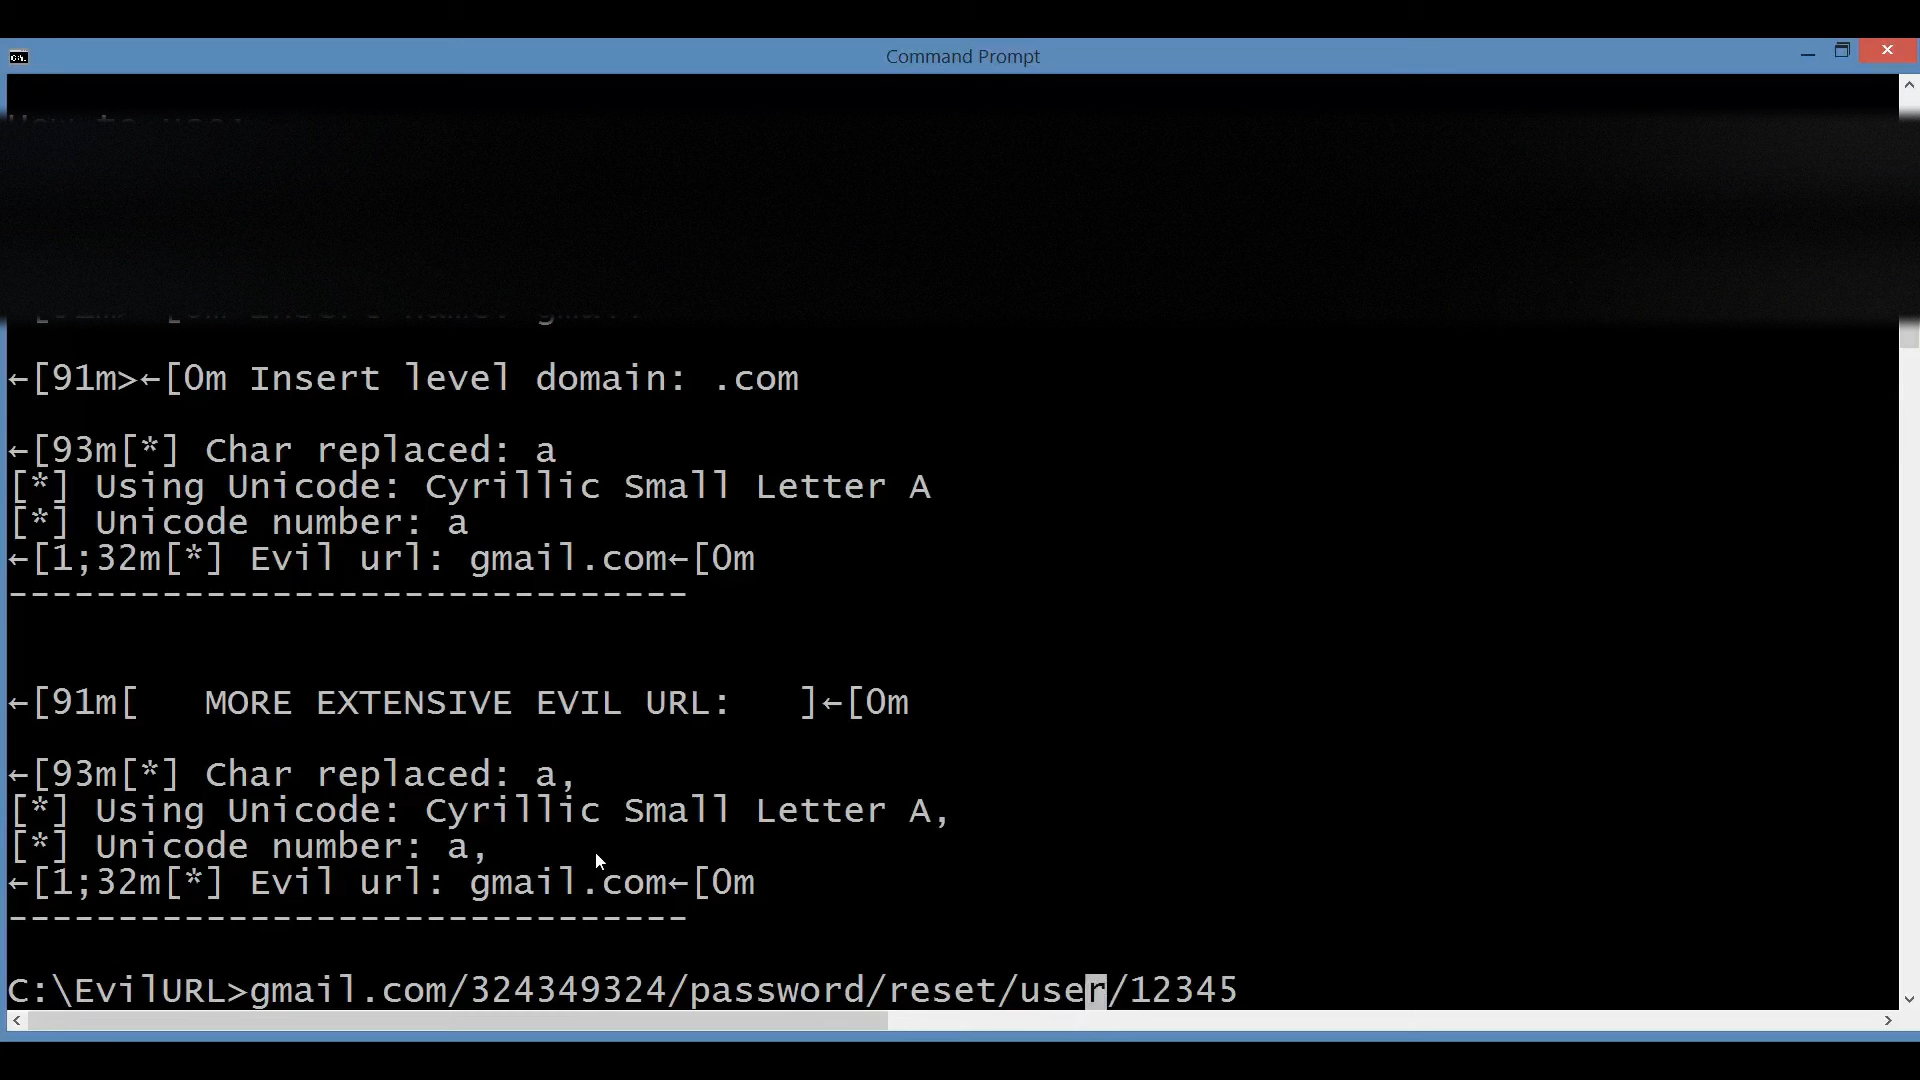 Command Prompt
←[91m>←[0m Insert level domain: .com
←[93m[*] Char replaced: a
[*] Using Unicode: Cyrillic Small Letter A
[*] Unicode number: a
←[1;32m[*] Evil url: gmail.com←[0m
-------------------------------
←[91m[   MORE EXTENSIVE EVIL URL:   ]←[0m
←[93m[*] Char replaced: a,
[*] Using Unicode: Cyrillic Small Letter A,
[*] Unicode number: a,
←[1;32m[*] Evil url: gmail.com←[0m
-------------------------------
C:\EvilURL>gmail.com/324349324/password/reset/user/12345